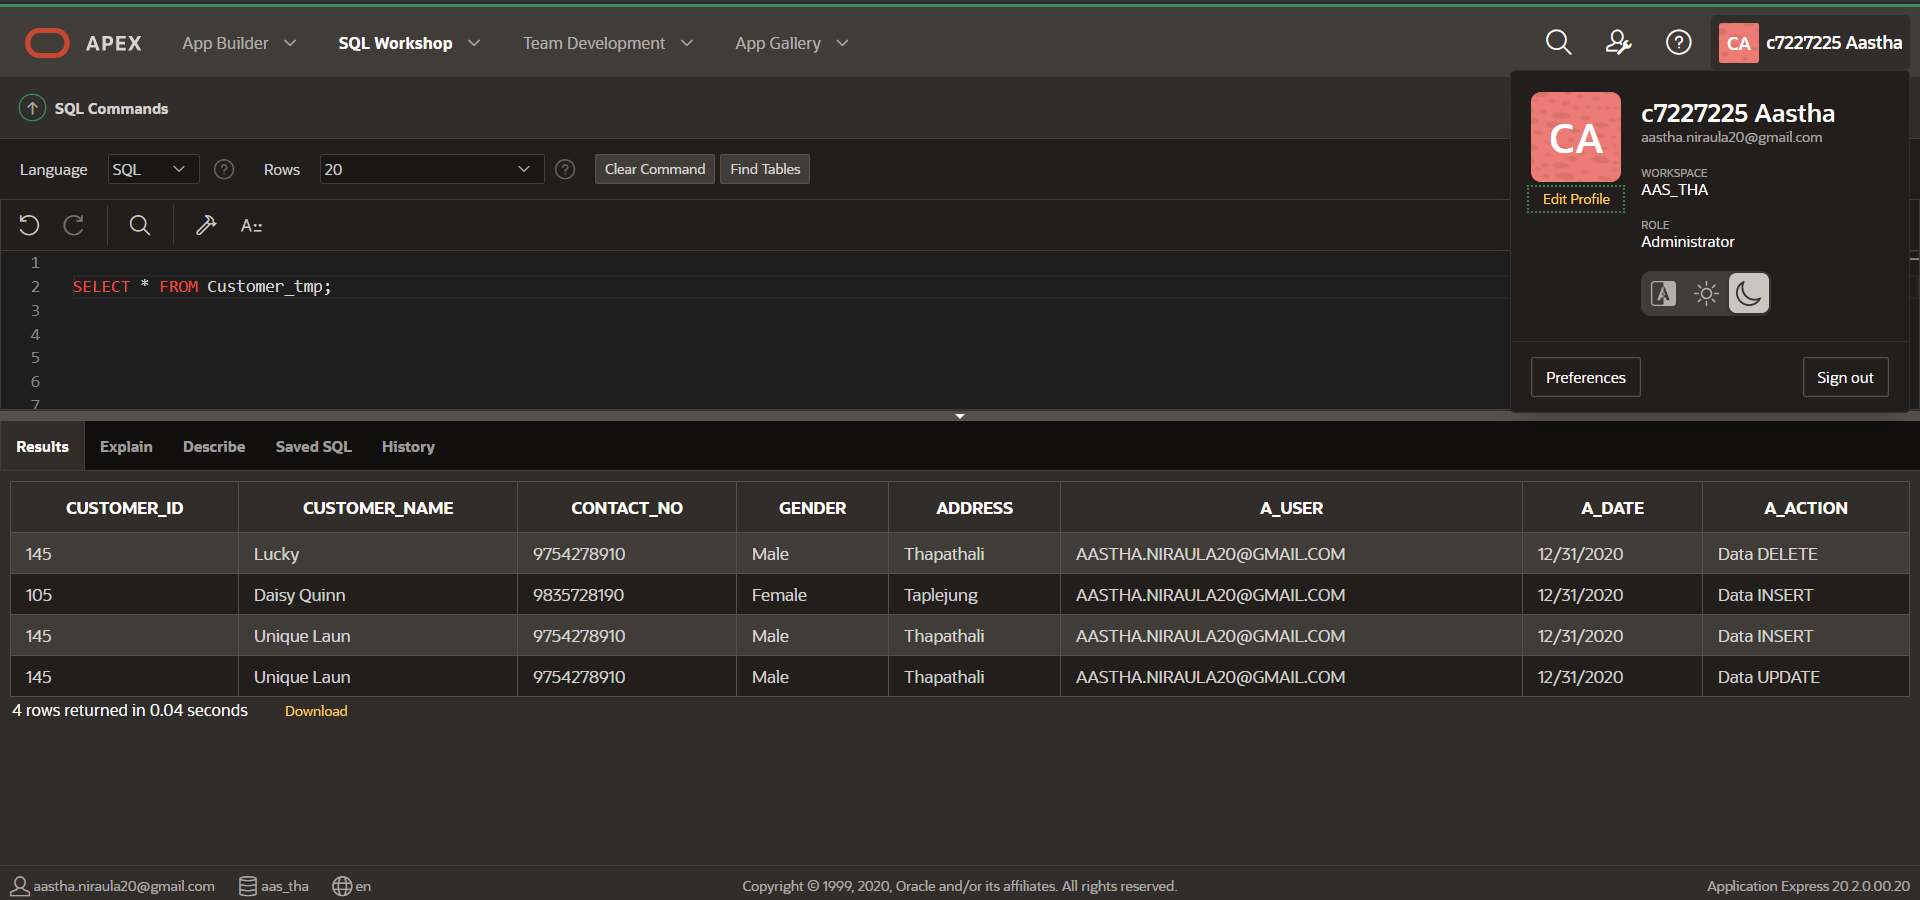 APEX App Builder SQL Workshop Team Development App Gallery CA c7227225 Aastha
SQL Commands
CA
c7227225 Aastha
aastha.niraula20@gmail.com
WORKSPACE
AAS_THA
Edit Profile
ROLE
Administrator
Preferences Sign out
Language SQL ? Rows 20 ? Clear Command Find Tables
A::
1
2 SELECT * FROM Customer_tmp;
3
4
5
6
7
Results Explain Describe Saved SQL History
CUSTOMER_ID CUSTOMER_NAME CONTACT_NO GENDER ADDRESS A_USER A_DATE A_ACTION
145 Lucky 9754278910 Male Thapathali AASTHA.NIRAULA20@GMAIL.COM 12/31/2020 Data DELETE
105 Daisy Quinn 9835728190 Female Taplejung AASTHA.NIRAULA20@GMAIL.COM 12/31/2020 Data INSERT
145 Unique Laun 9754278910 Male Thapathali AASTHA.NIRAULA20@GMAIL.COM 12/31/2020 Data INSERT
145 Unique Laun 9754278910 Male Thapathali AASTHA.NIRAULA20@GMAIL.COM 12/31/2020 Data UPDATE
4 rows returned in 0.04 seconds Download
aastha.niraula20@gmail.com aas_tha en Copyright © 1999, 2020, Oracle and/or its affiliates. All rights reserved. Application Express 20.2.0.00.20